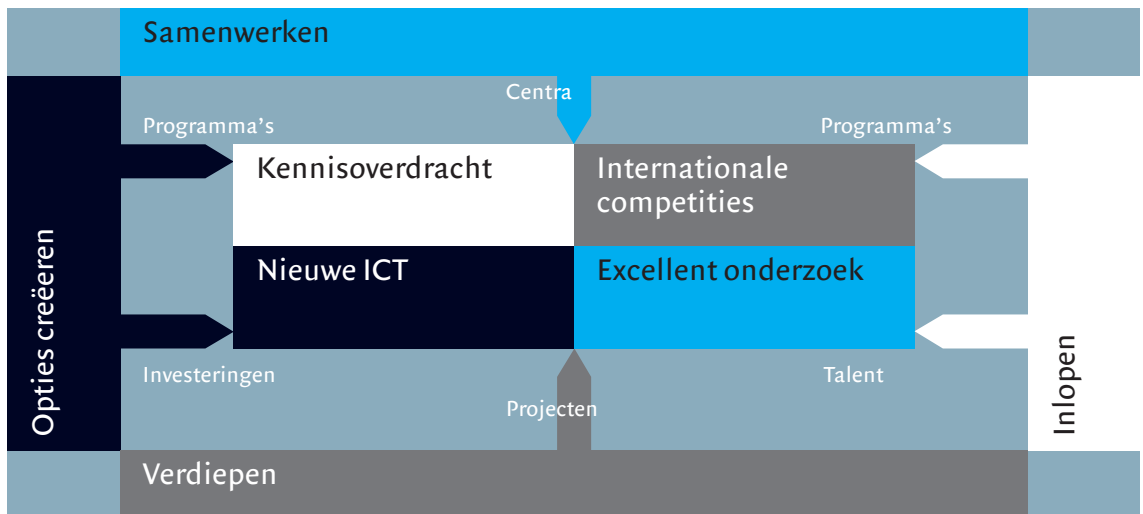 Samenwerken
Centra
Programma's
Programma's
Kennisoverdracht
Internationale
competities
Opties creëeren
Nieuwe ICT
Excellent onderzoek
Inlopen
Investeringen
Talent
Projecten
Verdiepen